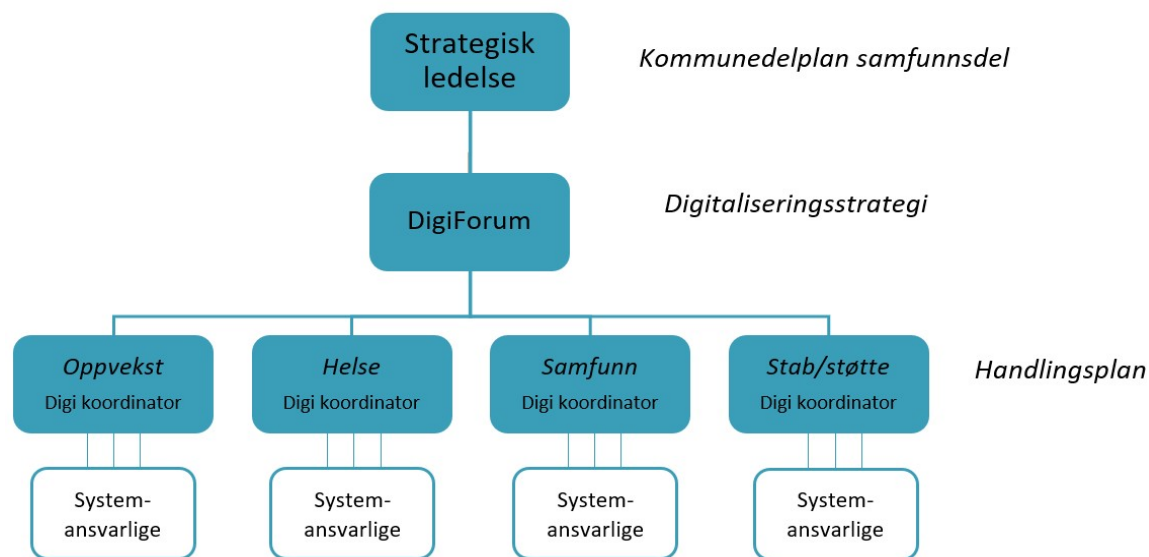 Strategisk
ledelse
Kommunedelplan samfunnsdel
DigiForum
Digitaliseringsstrategi
Oppvekst
Digi koordinator
Helse
Digi koordinator
Samfunn
Digi koordinator
Stab/støtte
Digi koordinator
Handlingsplan
System-
ansvarlige
System-
ansvarlige
System-
ansvarlige
System-
ansvarlige